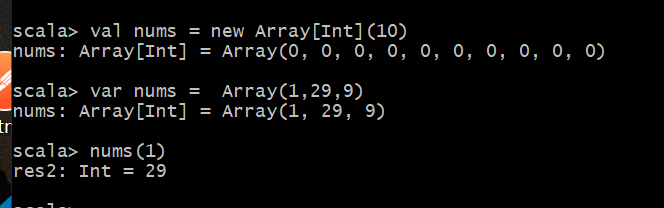 scala> val nums = new Array[Int](10)
nums: Array[Int] = Array(0, 0, 0, 0, 0, 0, 0, 0, 0, 0)
scala> var nums =  Array(1,29,9)
nums: Array[Int] = Array(1, 29, 9)
tr
scala> nums(1)
res2: Int = 29
scala>